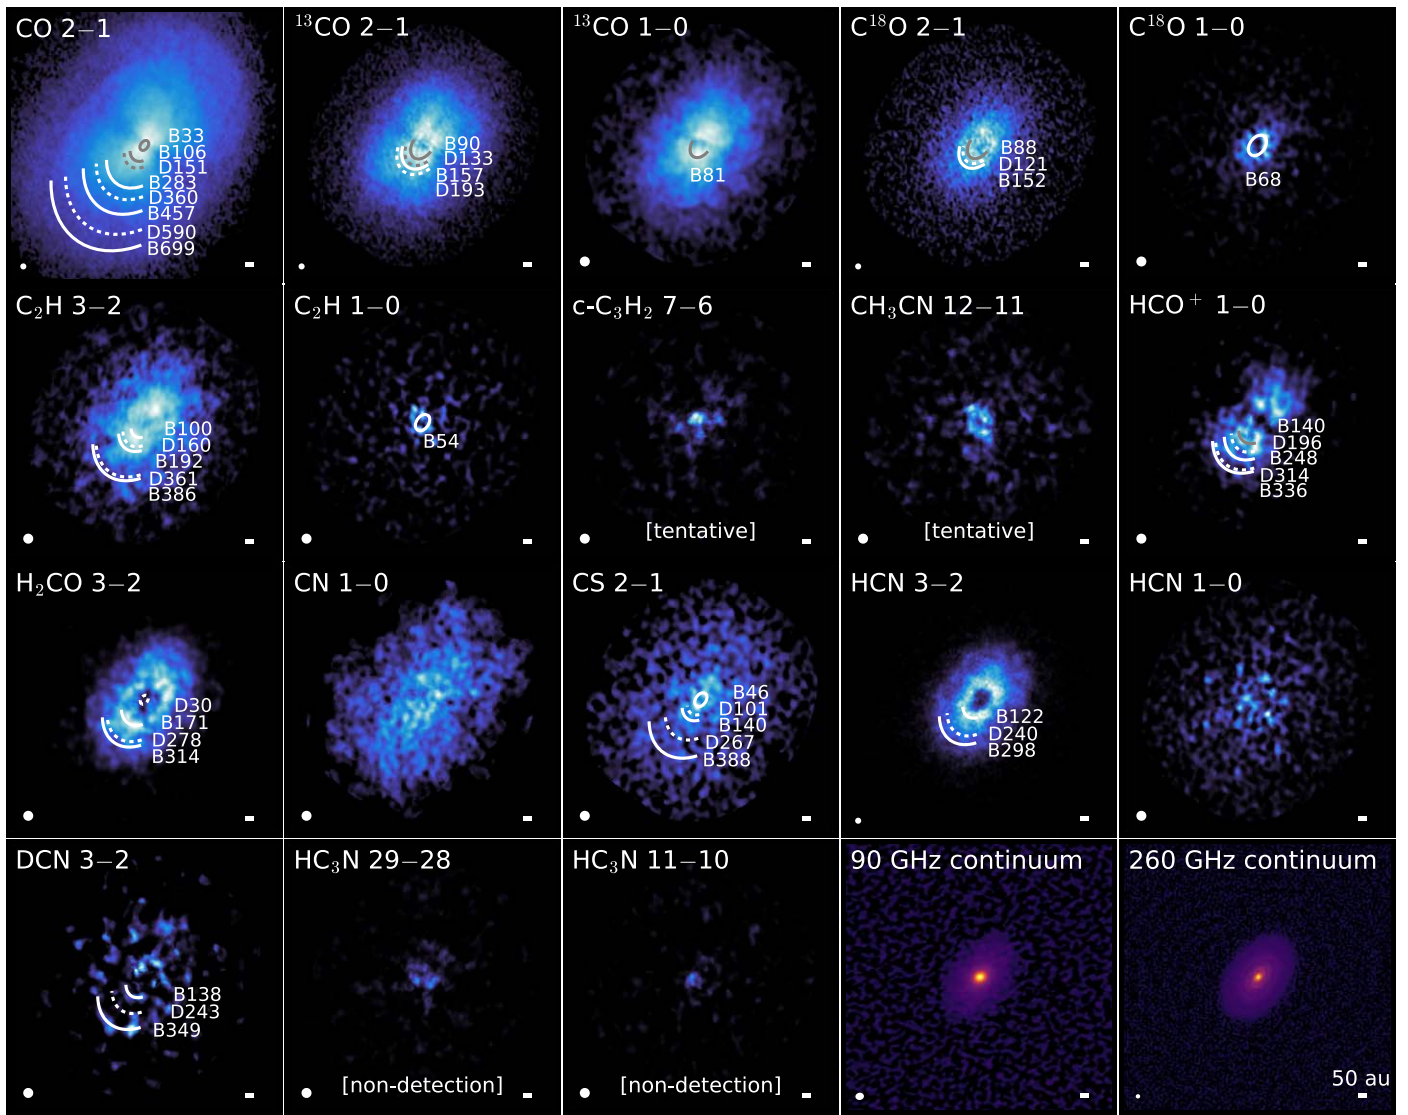 CO 2−1
B33
B106
D151
B283
D360
B457
D590
B699
¹³CO 2−1
B90
D133
B157
D193
¹³CO 1−0
B81
C¹⁸O 2−1
B88
D121
B152
C¹⁸O 1−0
B68
C₂H 3−2
B100
D160
B192
D361
B386
C₂H 1−0
B54
c-C₃H₂ 7−6
[tentative]
CH₃CN 12−11
[tentative]
HCO⁺ 1−0
B140
D196
B248
D314
B336
H₂CO 3−2
D30
B171
D278
B314
CN 1−0
CS 2−1
B46
D101
B140
D267
B388
HCN 3−2
B122
D240
B298
HCN 1−0
DCN 3−2
B138
D243
B349
HC₃N 29−28
[non-detection]
HC₃N 11−10
[non-detection]
90 GHz continuum
260 GHz continuum
50 au